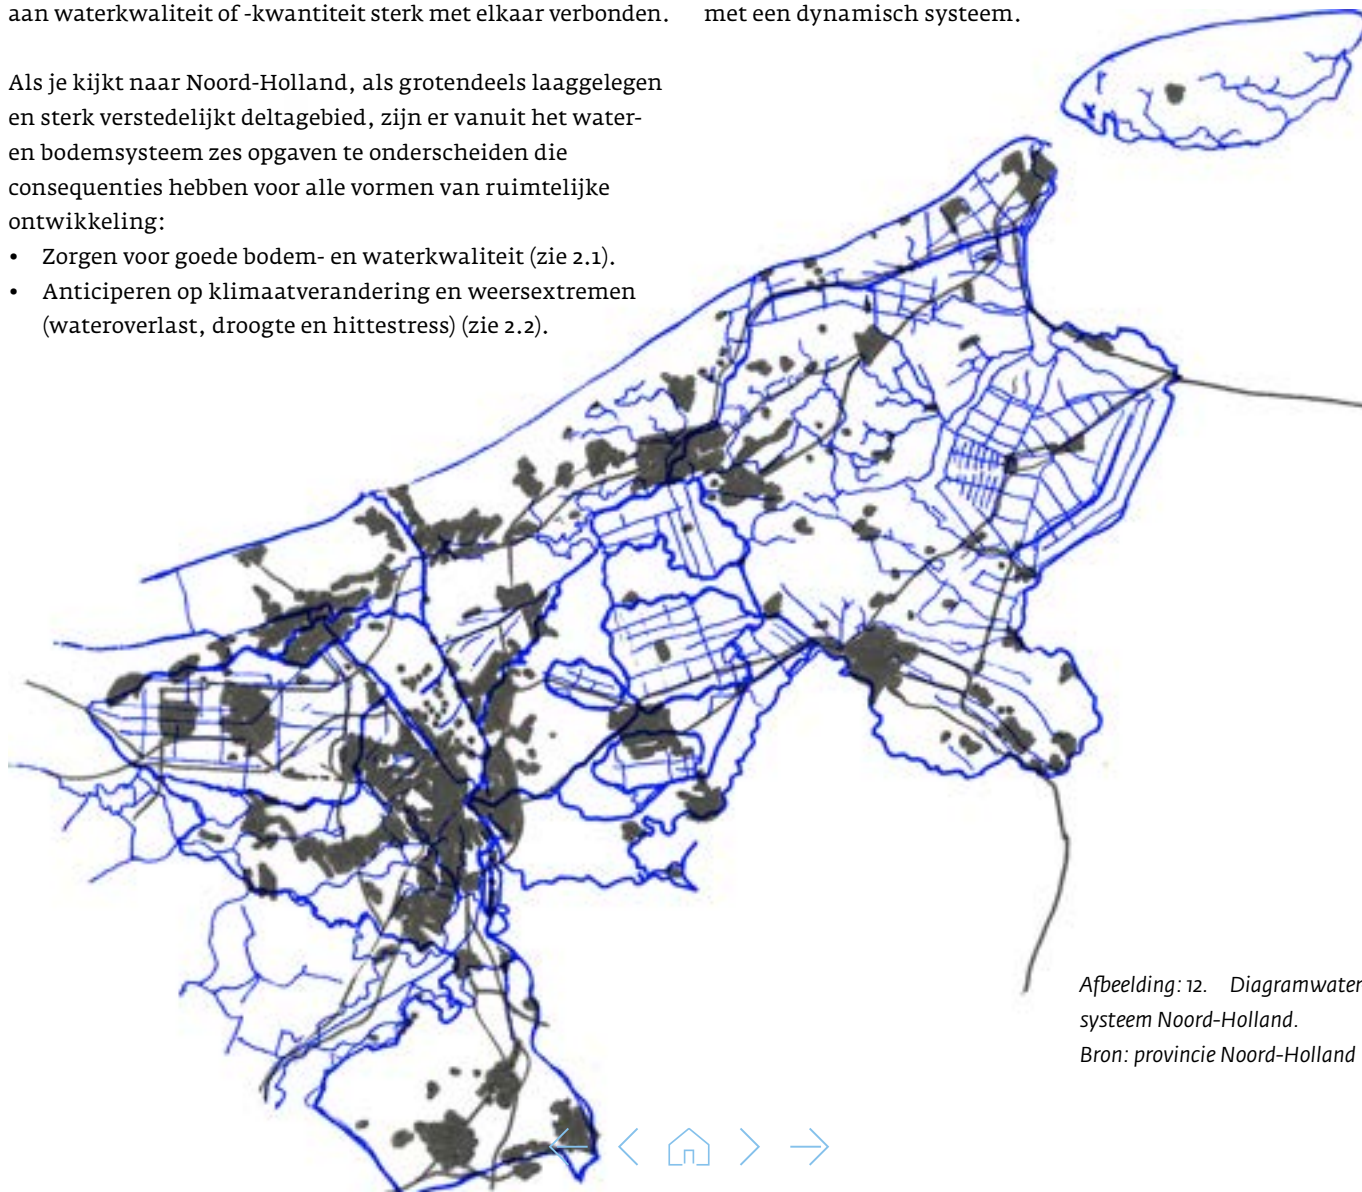 aan waterkwaliteit of -kwantiteit sterk met elkaar verbonden.
Als je kijkt naar Noord-Holland, als grotendeels laaggelegen
en sterk verstedelijkt deltagebied, zijn er vanuit het water-
en bodemsysteem zes opgaven te onderscheiden die
consequenties hebben voor alle vormen van ruimtelijke
ontwikkeling:
• Zorgen voor goede bodem- en waterkwaliteit (zie 2.1).
• Anticiperen op klimaatverandering en weersextremen
(wateroverlast, droogte en hittestress) (zie 2.2).
met een dynamisch systeem.
Afbeelding: 12. Diagramwater
systeem Noord-Holland.
Bron: provincie Noord-Holland